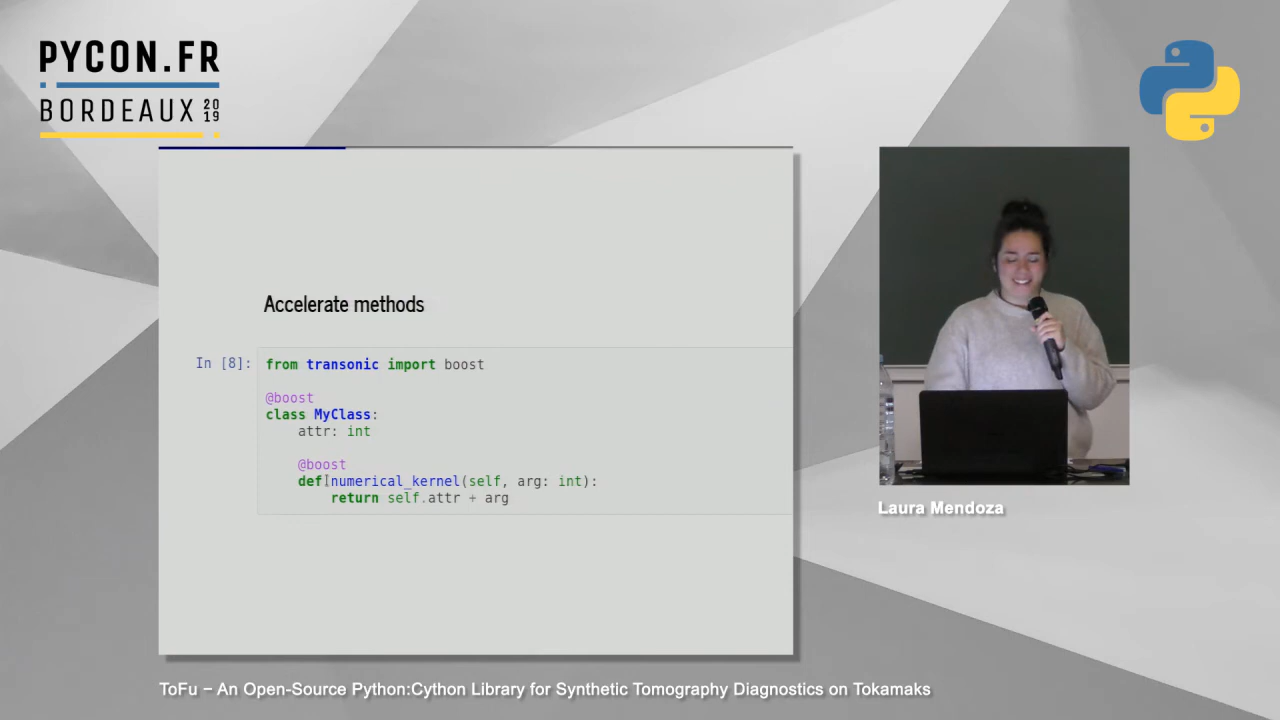 PYCON.FR
BORDEAUX 2019
Accelerate methods
In [8]:
from transonic import boost
@boost
class MyClass:
attr: int
@boost
def numerical_kernel(self, arg: int):
return self.attr + arg
Laura Mendoza
ToFu – An Open-Source Python:Cython Library for Synthetic Tomography Diagnostics on Tokamaks